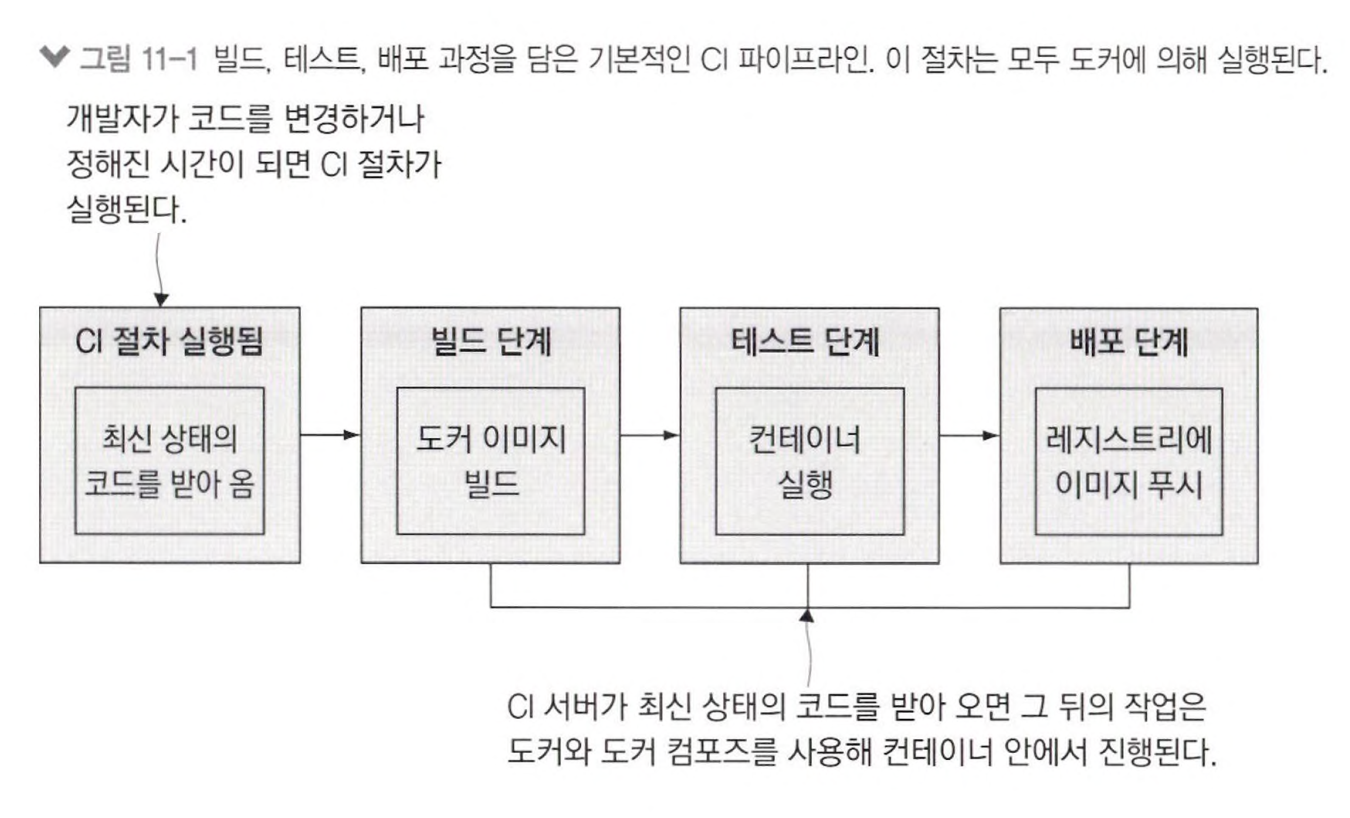 그림 11-1 빌드, 테스트, 배포 과정을 담은 기본적인 CI 파이프라인. 이 절차는 모두 도커에 의해 실행된다.
개발자가 코드를 변경하거나
정해진 시간이 되면 CI 절차가
실행된다.
CI 절차 실행됨
최신 상태의
코드를 받아 옴
빌드 단계
도커 이미지
빌드
테스트 단계
컨테이너
실행
배포 단계
레지스트리에
이미지 푸시
CI 서버가 최신 상태의 코드를 받아 오면 그 뒤의 작업은
도커와 도커 컴포즈를 사용해 컨테이너 안에서 진행된다.